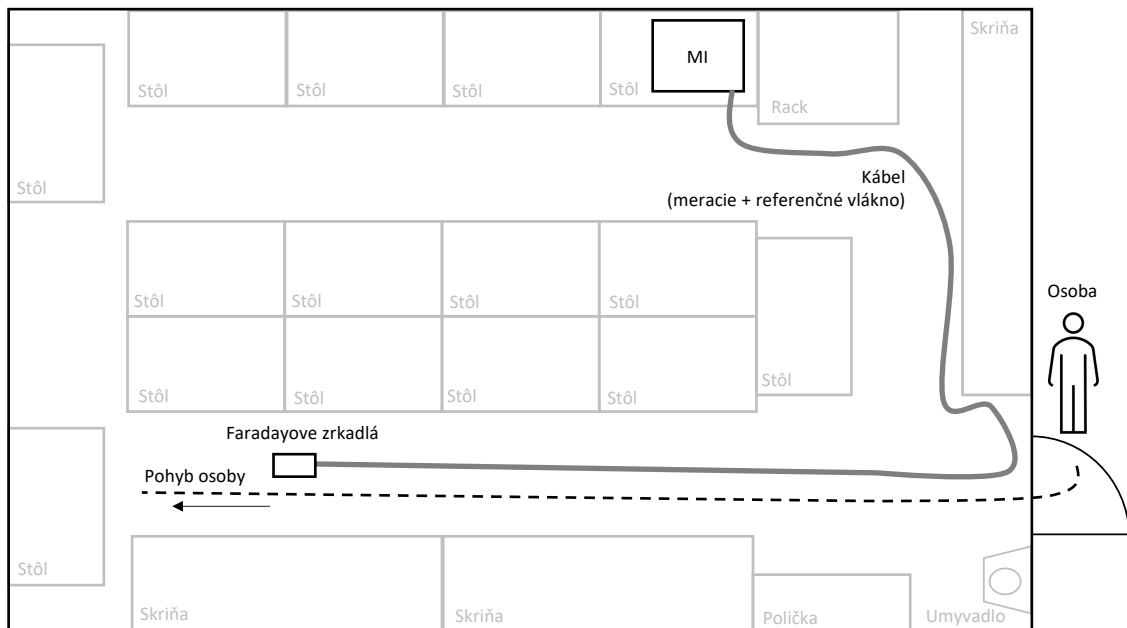 Skriňa
MI
Stôl
Stôl
Stôl
Stôl
Rack
Stôl
Kábel
(meracie + referenčné vlákno)
Osoba
Stôl
Stôl
Stôl
Stôl
Stôl
Stôl
Stôl
Stôl
Stôl
Faradayove zrkadlá
Pohyb osoby
Stôl
Skriňa
Skriňa
Polička
Umyvadlo